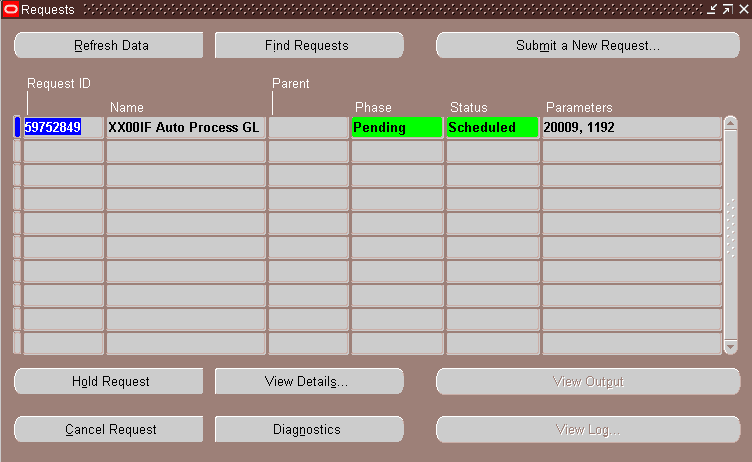 Requests
Refresh Data
Find Requests
Submit a New Request...
Request ID
Parent
Name
Phase
Status
Parameters
59752849
XX00IF Auto Process GL
Pending
Scheduled
20009, 1192
Hold Request
View Details...
View Output
Cancel Request
Diagnostics
View Log...